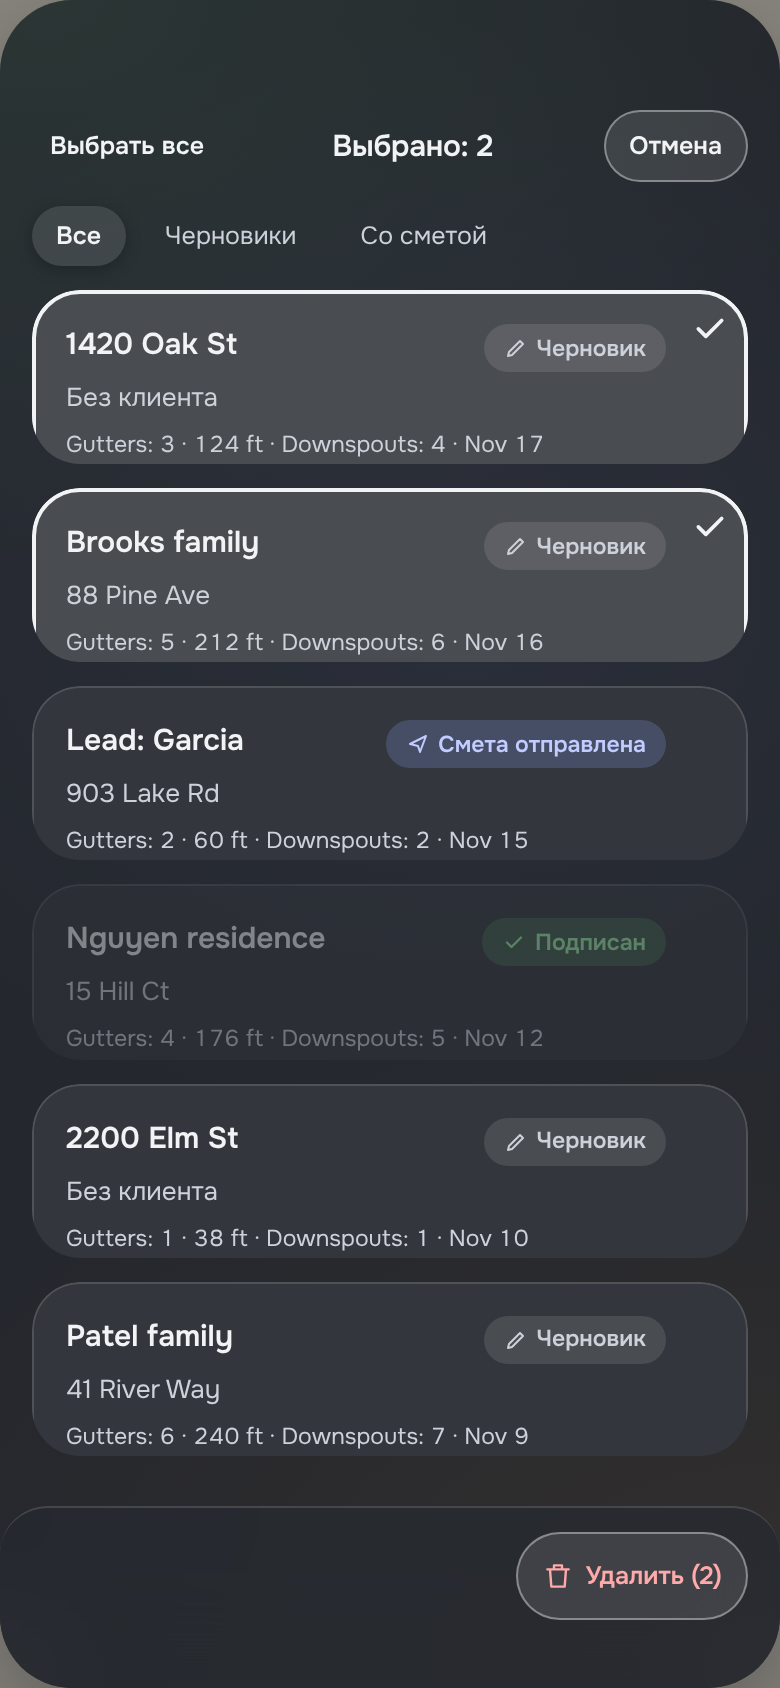 Выбрать все
Выбрано: 2
Отмена
Все
Черновики
Со сметой
1420 Oak St
Черновик
Без клиента
Gutters: 3 · 124 ft · Downspouts: 4 · Nov 17
Brooks family
Черновик
88 Pine Ave
Gutters: 5 · 212 ft · Downspouts: 6 · Nov 16
Lead: Garcia
Смета отправлена
903 Lake Rd
Gutters: 2 · 60 ft · Downspouts: 2 · Nov 15
Nguyen residence
Подписан
15 Hill Ct
Gutters: 4 · 176 ft · Downspouts: 5 · Nov 12
2200 Elm St
Черновик
Без клиента
Gutters: 1 · 38 ft · Downspouts: 1 · Nov 10
Patel family
Черновик
41 River Way
Gutters: 6 · 240 ft · Downspouts: 7 · Nov 9
Удалить (2)